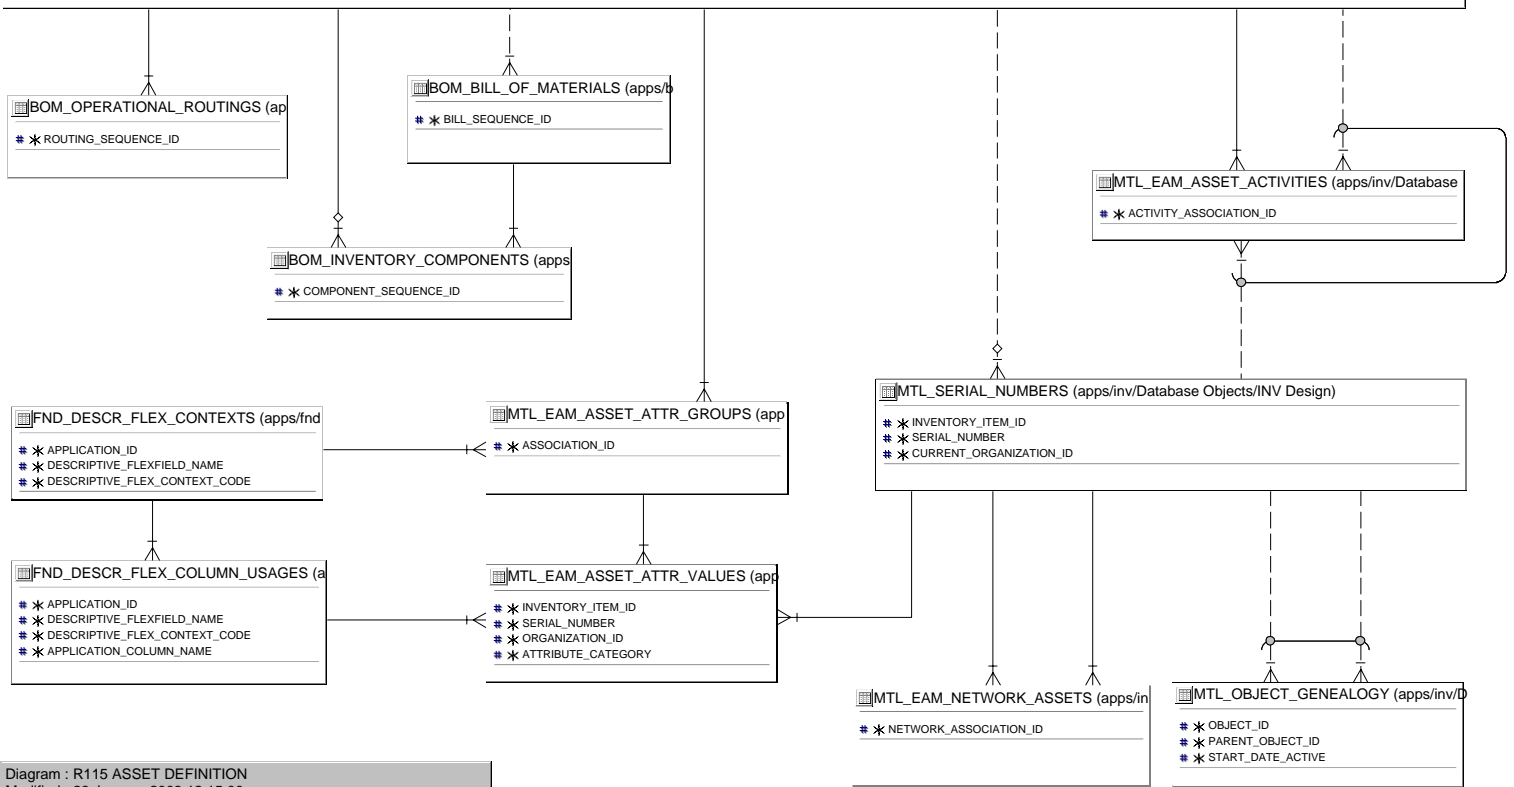 BOM_OPERATIONAL_ROUTINGS (ap
# * ROUTING_SEQUENCE_ID
BOM_BILL_OF_MATERIALS (apps/b
# * BILL_SEQUENCE_ID
MTL_EAM_ASSET_ACTIVITIES (apps/inv/Database
# * ACTIVITY_ASSOCIATION_ID
BOM_INVENTORY_COMPONENTS (apps
# * COMPONENT_SEQUENCE_ID
MTL_SERIAL_NUMBERS (apps/inv/Database Objects/INV Design)
# * INVENTORY_ITEM_ID
# * SERIAL_NUMBER
# * CURRENT_ORGANIZATION_ID
FND_DESCR_FLEX_CONTEXTS (apps/fnd
# * APPLICATION_ID
# * DESCRIPTIVE_FLEXFIELD_NAME
# * DESCRIPTIVE_FLEX_CONTEXT_CODE
MTL_EAM_ASSET_ATTR_GROUPS (app
# * ASSOCIATION_ID
FND_DESCR_FLEX_COLUMN_USAGES (a
# * APPLICATION_ID
# * DESCRIPTIVE_FLEXFIELD_NAME
# * DESCRIPTIVE_FLEX_CONTEXT_CODE
# * APPLICATION_COLUMN_NAME
MTL_EAM_ASSET_ATTR_VALUES (app
# * INVENTORY_ITEM_ID
# * SERIAL_NUMBER
# * ORGANIZATION_ID
# * ATTRIBUTE_CATEGORY
MTL_EAM_NETWORK_ASSETS (apps/in
# * NETWORK_ASSOCIATION_ID
MTL_OBJECT_GENEALOGY (apps/inv/D
# * OBJECT_ID
# * PARENT_OBJECT_ID
# * START_DATE_ACTIVE
Diagram : R115 ASSET DEFINITION